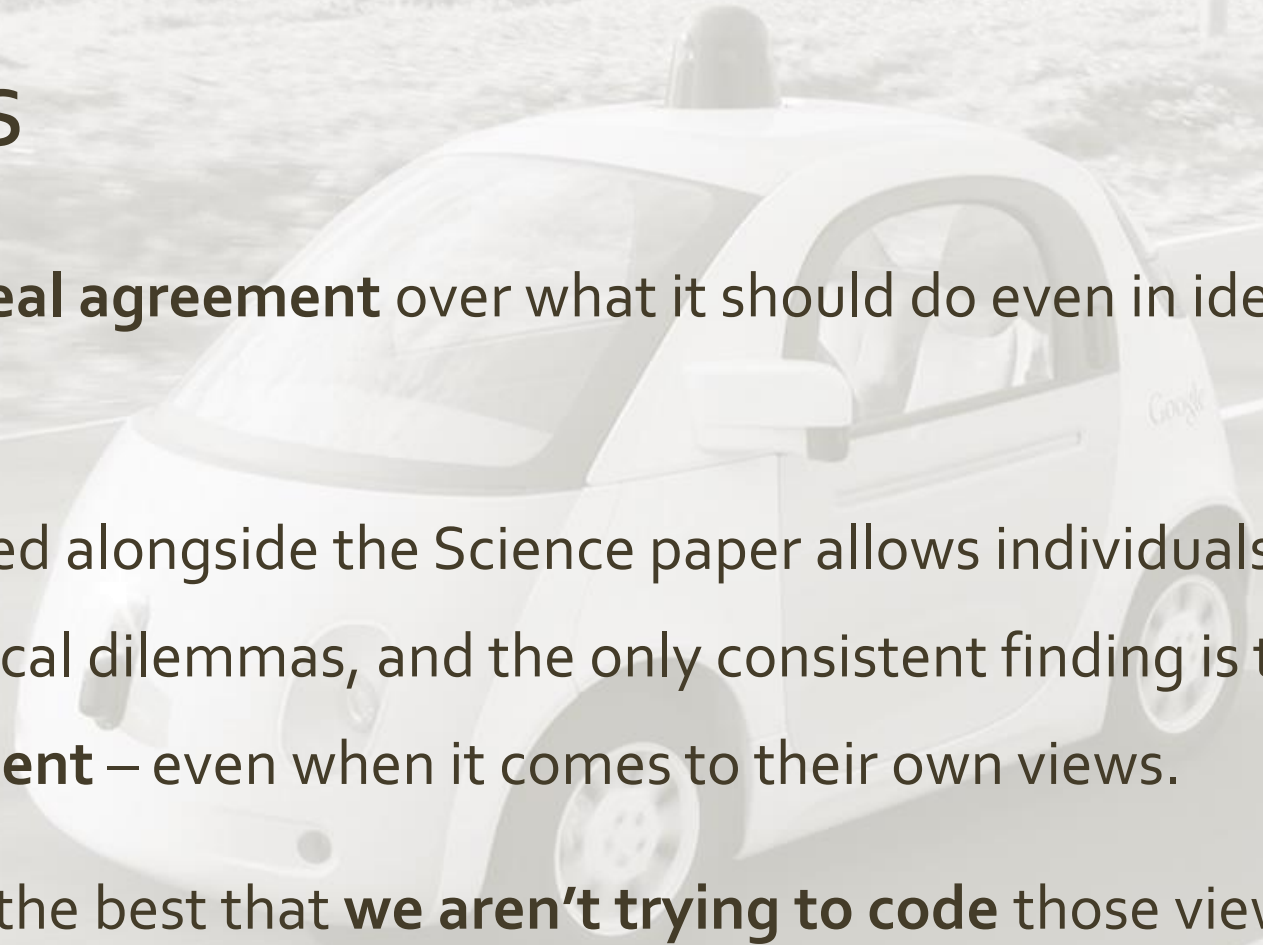 s
eal agreement over what it should do even in ide
Google
ed alongside the Science paper allows individuals
cal dilemmas, and the only consistent finding is t
ent – even when it comes to their own views.
the best that we aren't trying to code those view